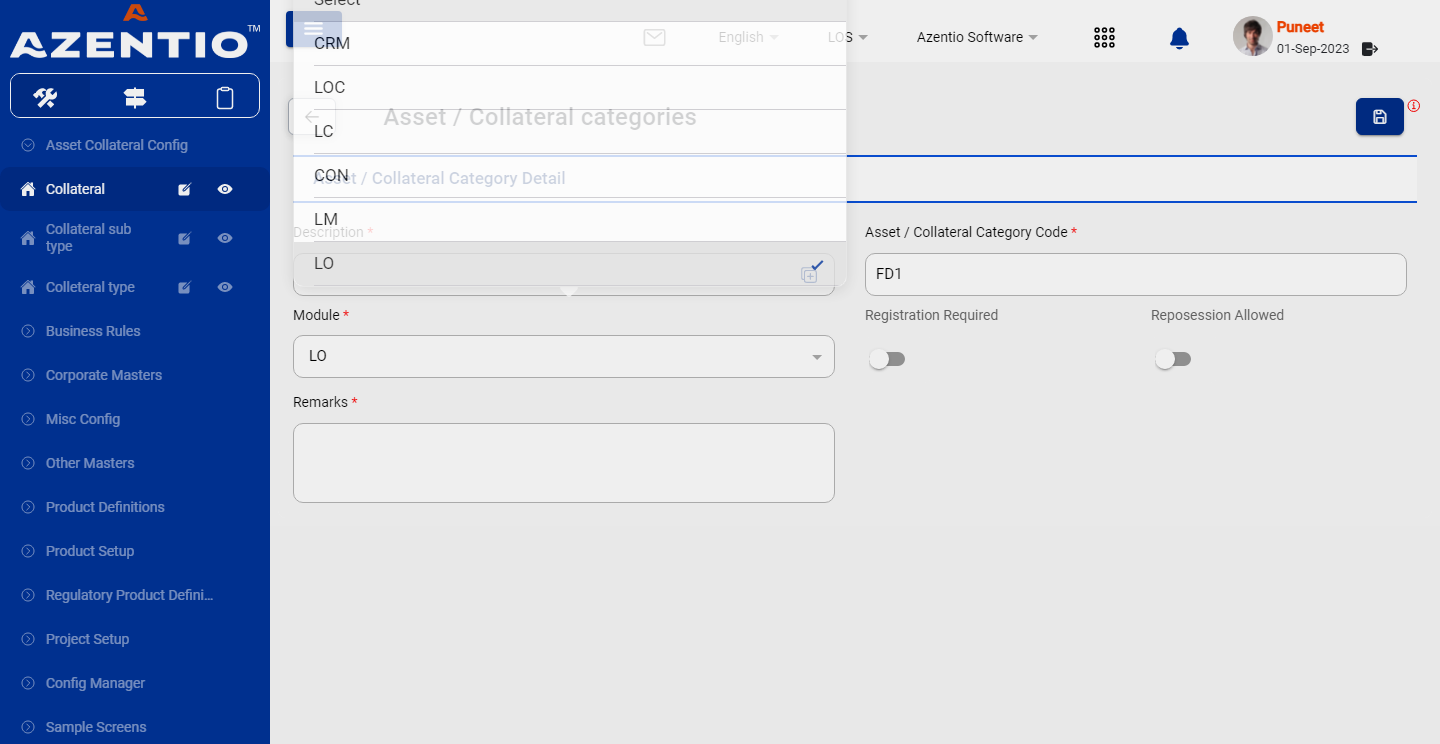 AZENTIO TM
Asset Collateral Config
Collateral
Collateral sub
type
Colleteral type
Business Rules
Corporate Masters
Misc Config
Other Masters
Product Definitions
Product Setup
Regulatory Product Defini...
Project Setup
Config Manager
Sample Screens
Select
CRM
LOC
LC
CON
LM
LO
English
LOS
Azentio Software
Puneet
01-Sep-2023
Asset / Collateral categories
Asset / Collateral Category Detail
Description *
Asset / Collateral Category Code *
FD1
Module *
LO
Registration Required
Reposession Allowed
Remarks *